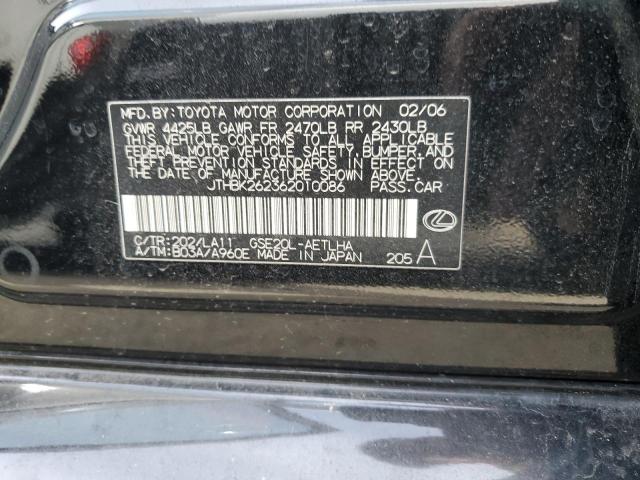 MFD. BY: TOYOTA MOTOR CORPORATION 02/06
GVWR 4425LB GAWR FR 2470LB RR 2430LB
THIS VEHICLE CONFORMS TO ALL APPLICABLE
FEDERAL MOTOR VEHICLE SAFETY, BUMPER, AND
THEFT PREVENTION STANDARDS IN EFFECT ON
THE DATE OF MANUFACTURE SHOWN ABOVE.
JTHBK262362010086 PASS. CAR
C/TR: 202/LA11 GSE20L-AETLHA
A/TM: B03A/A960E MADE IN JAPAN 205 A